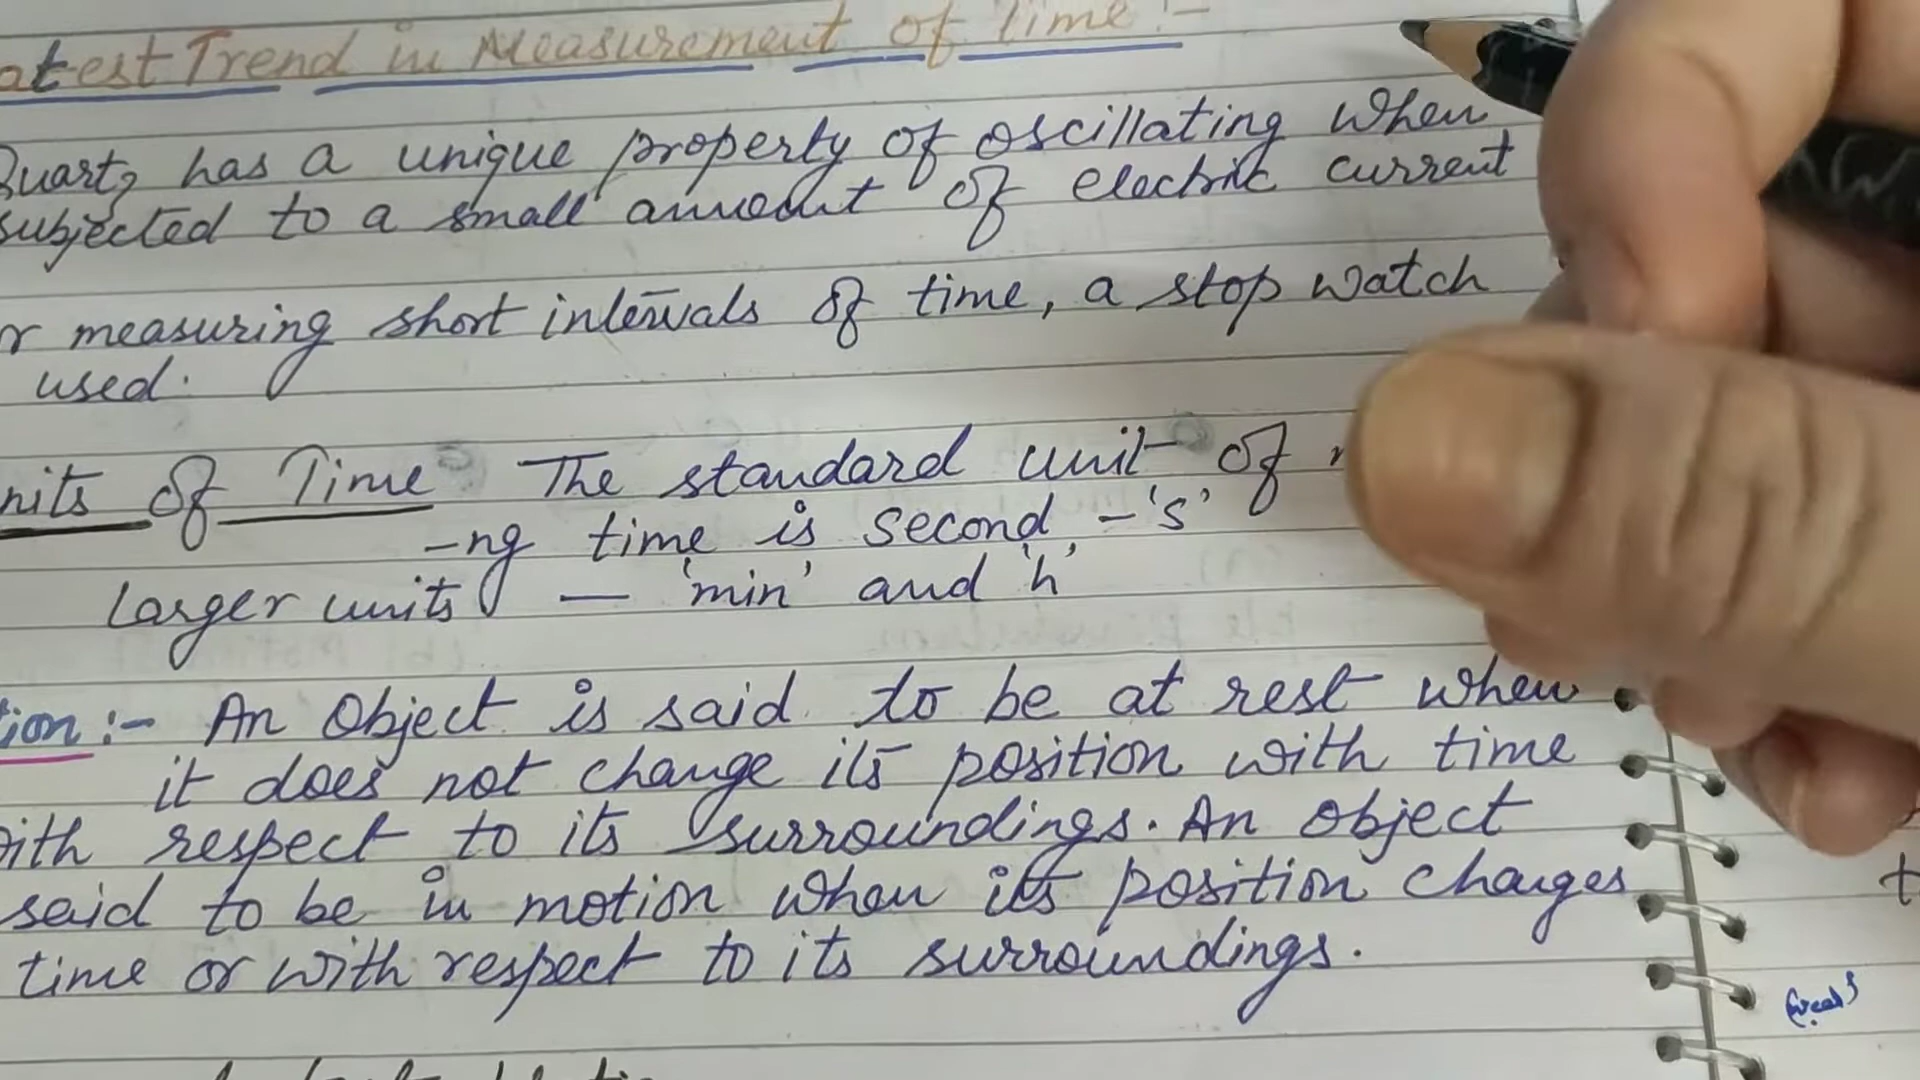 atest Trend in Measurement of Time:-
Quartz has a unique property of oscillating when
subjected to a small amount of electric current
r measuring short intervals of time, a stop watch
used.
nits of Time The standard unit of
-ng time is second - 's'
Larger units — 'min' and 'h'
tion :- An Object is said to be at rest when
it does not change its position with time
with respect to its surroundings. An object
said to be in motion when its position changes
time or with respect to its surroundings.